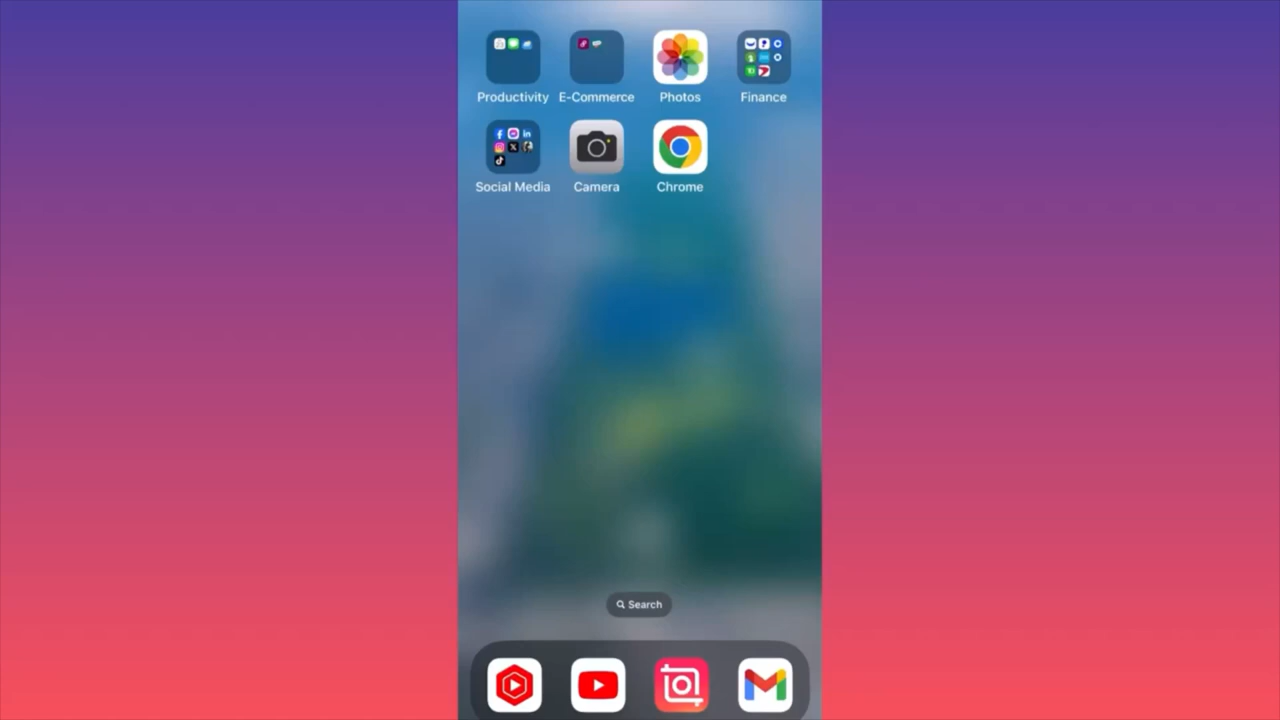 Productivity
E-Commerce
Photos
Finance
Social Media
Camera
Chrome
Search